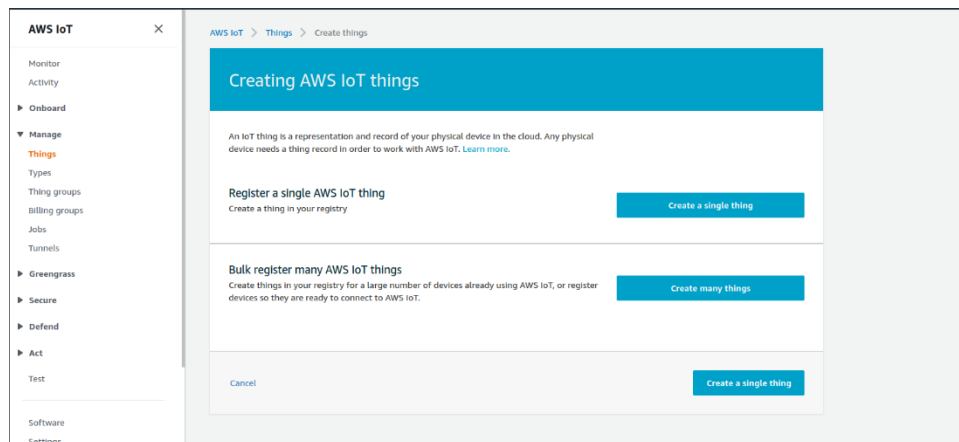 AWS IoT
Monitor
Activity
Onboard
Manage
Things
Types
Thing groups
Billing groups
Jobs
Tunnels
Greengrass
Secure
Defend
Act
Test
Software
Settings
AWS IoT > Things > Create things
Creating AWS IoT things
An IoT thing is a representation and record of your physical device in the cloud. Any physical
device needs a thing record in order to work with AWS IoT. Learn more.
Register a single AWS IoT thing
Create a thing in your registry
Create a single thing
Bulk register many AWS IoT things
Create things in your registry for a large number of devices already using AWS IoT, or register
devices so they are ready to connect to AWS IoT.
Create many things
Cancel
Create a single thing